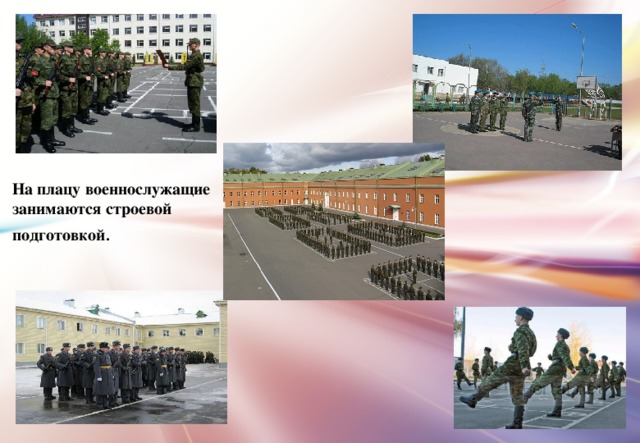 На плацу военнослужащие
занимаются строевой
подготовкой.